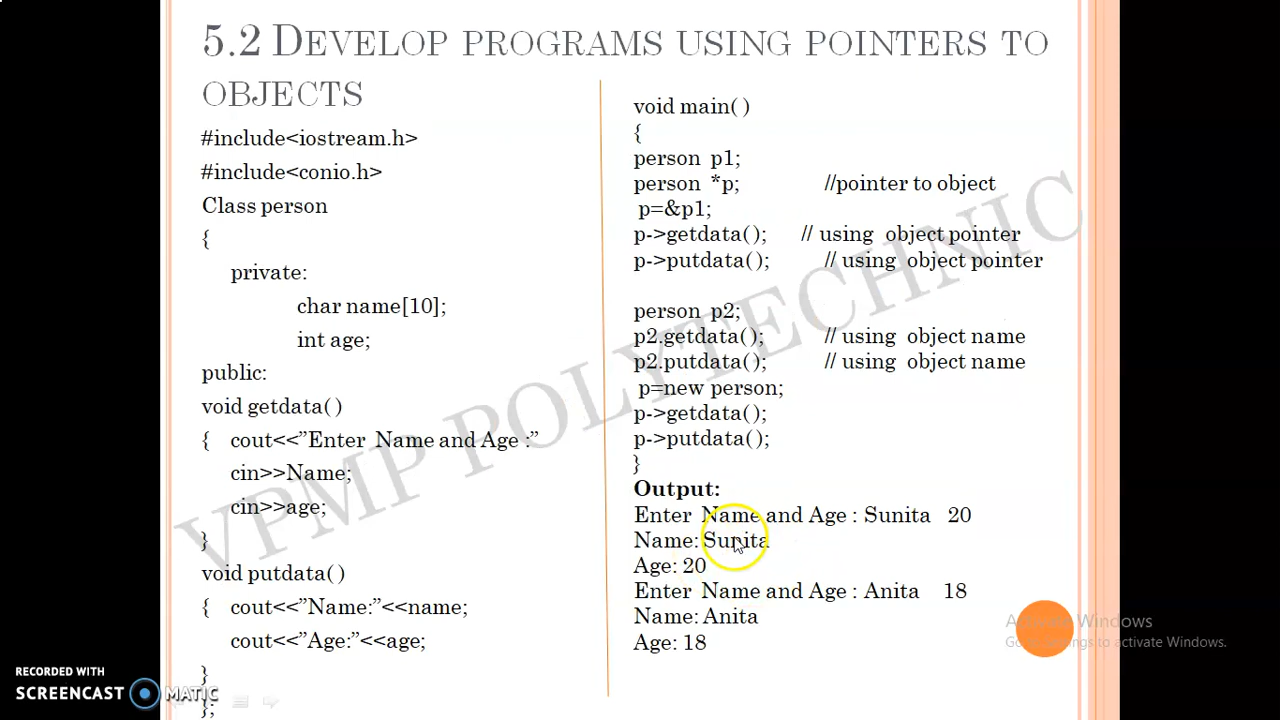 5.2 DEVELOP PROGRAMS USING POINTERS TO
OBJECTS
#include<iostream.h>
#include<conio.h>
Class person
{
private:
char name[10];
int age;
public:
void getdata( )
{ cout<<”Enter Name and Age :”
cin>>Name;
cin>>age;
}
void putdata( )
{ cout<<”Name:”<<name;
cout<<”Age:”<<age;
}
};
void main( )
{
person p1;
person *p; //pointer to object
p=&p1;
p->getdata( ); // using object pointer
p->putdata( ); // using object pointer
person p2;
p2.getdata( ); // using object name
p2.putdata( ); // using object name
p=new person;
p->getdata( );
p->putdata( );
}
Output:
Enter Name and Age : Sunita 20
Name: Sunita
Age: 20
Enter Name and Age : Anita 18
Name: Anita
Age: 18
VPMP POLYTECHNIC
Activate Windows
Go to Settings to activate Windows.
RECORDED WITH
SCREENCAST MATIC